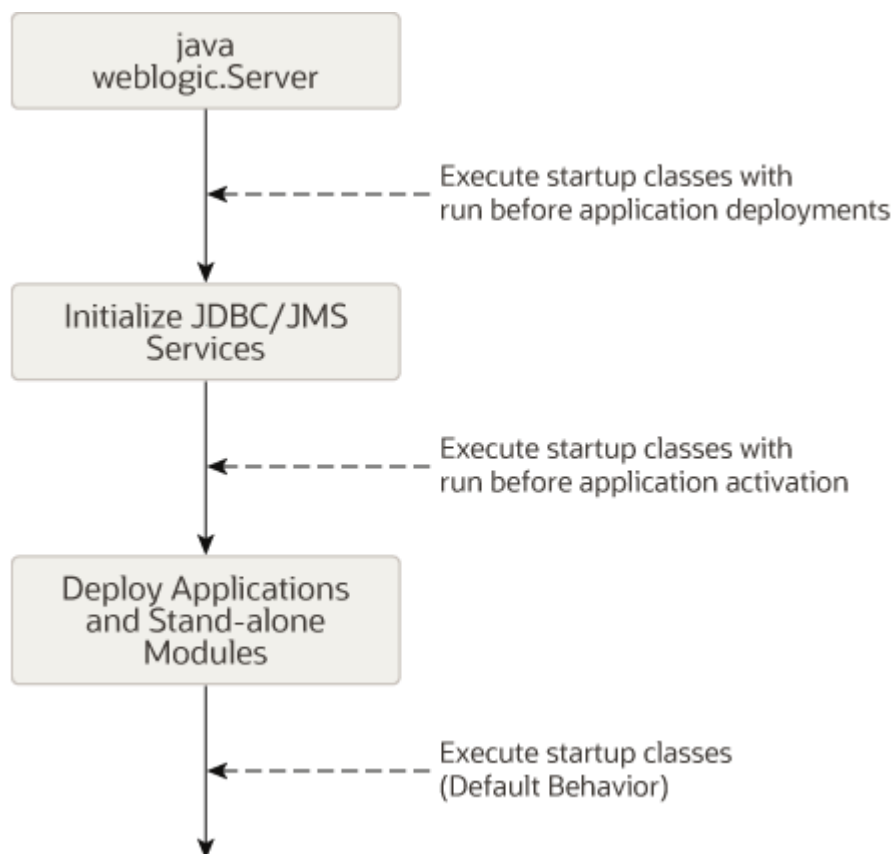 java
weblogic.Server
Execute startup classes with
run before application deployments
Initialize JDBC/JMS
Services
Execute startup classes with
run before application activation
Deploy Applications
and Stand-alone
Modules
Execute startup classes
(Default Behavior)